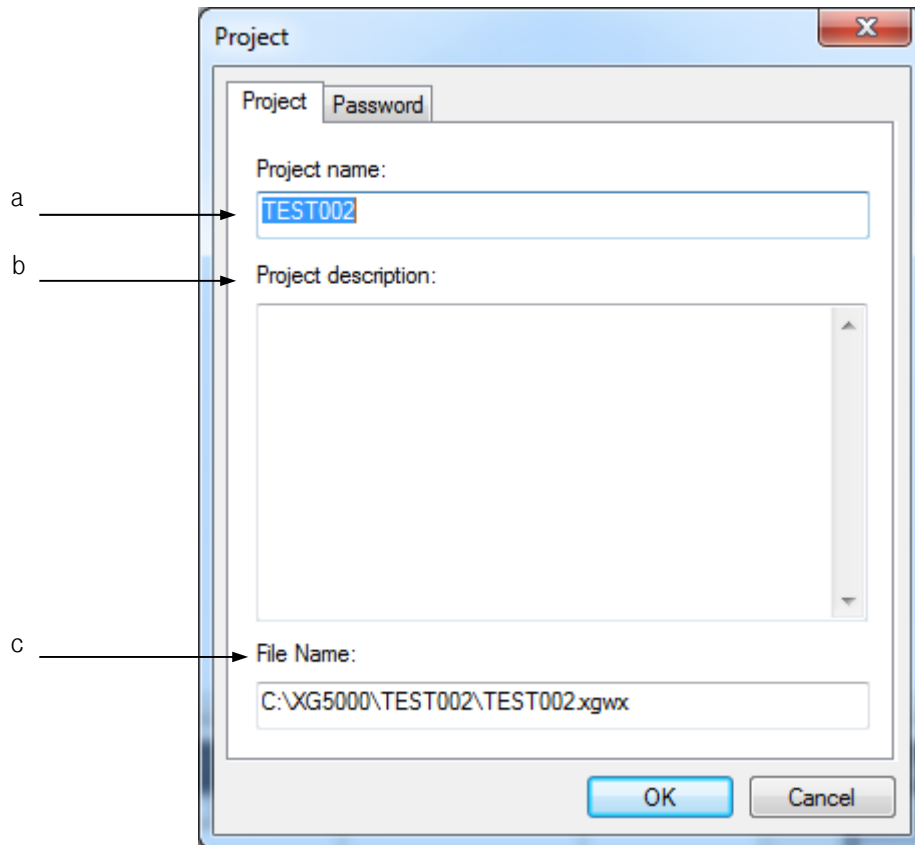 Project
Project Password
Project name:
a
TEST002
b
Project description:
c
File Name:
C:\XG5000\TEST002\TEST002.xgwx
OK Cancel